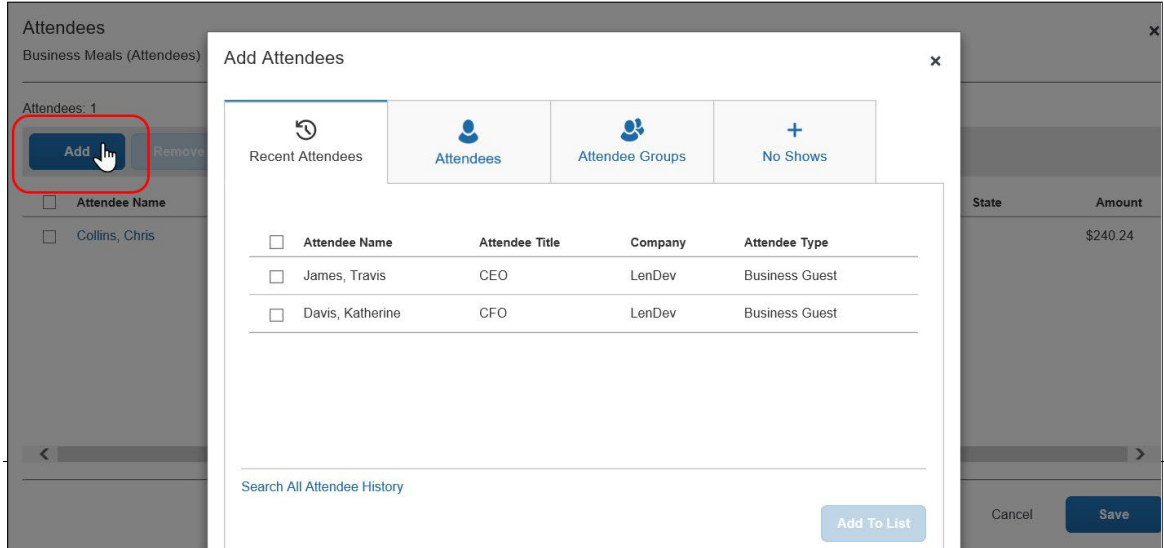 Attendees
Business Meals (Attendees)
Attendees: 1
Add Remove
Attendee Name State Amount
Collins, Chris $240.24
Add Attendees
Recent Attendees Attendees Attendee Groups No Shows
Attendee Name Attendee Title Company Attendee Type
James, Travis CEO LenDev Business Guest
Davis, Katherine CFO LenDev Business Guest
Search All Attendee History
Add To List
Cancel Save